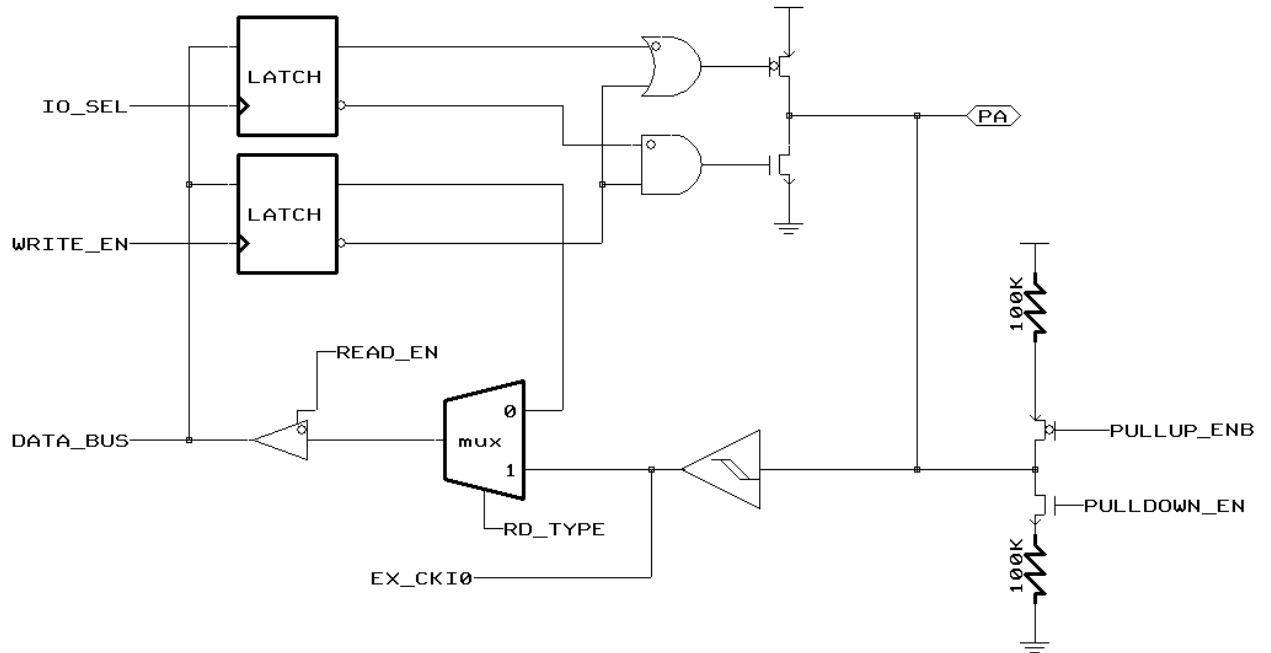 LATCH
IO_SEL
PA
LATCH
WRITE_EN
100K
READ_EN
0
DATA_BUS
mux
PULLUP_ENB
1
PULLDOWN_EN
RD_TYPE
100K
EX_CKI0